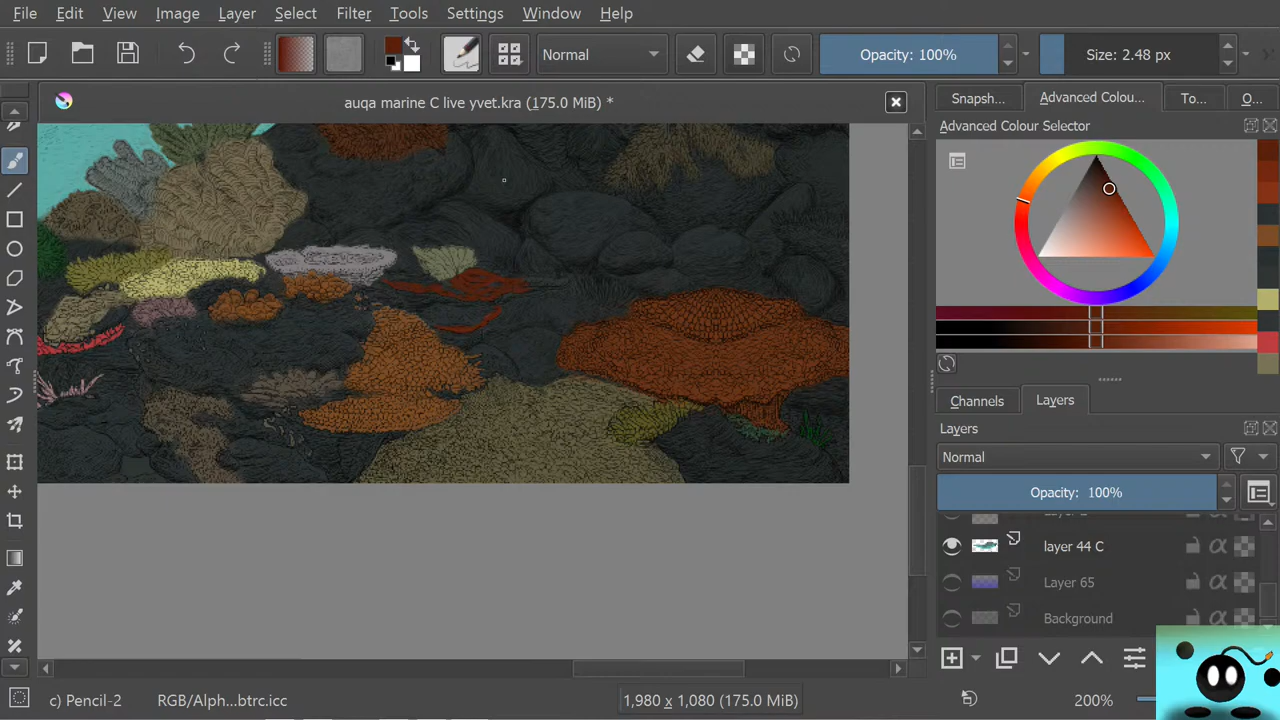 File Edit View Image Layer Select Filter Tools Settings Window Help
Normal Opacity: 100% Size: 2.48 px
auqa marine C live yvet.kra (175.0 MiB) *
Snapsh... Advanced Colou... To... O...
Advanced Colour Selector
Channels Layers
Layers
Normal
Opacity: 100%
layer 44 C
Layer 65
Background
c) Pencil-2 RGB/Alph...btrc.icc 1,980 x 1,080 (175.0 MiB) 200%